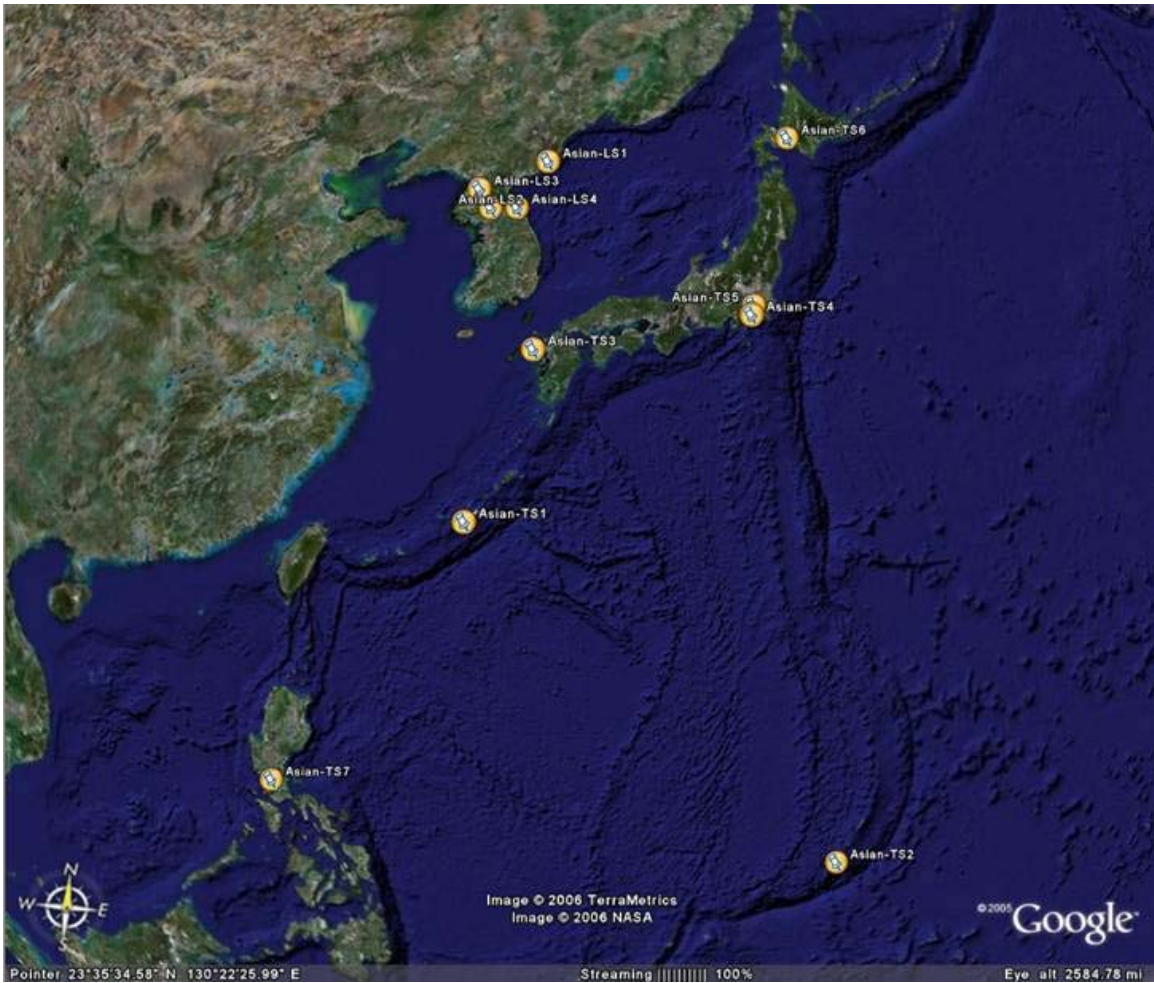 Asian-TS6
Asian-LS1
Asian-LS3
Asian-LS2
Asian-LS4
Asian-TS5
Asian-TS4
Asian-TS3
Asian-TS1
Asian-TS7
Asian-TS2
N
W
E
S
Image © 2006 TerraMetrics
Image © 2006 NASA
©2005 Google™
Pointer 23°35'34.58" N 130°22'25.99" E
Streaming |||||||||| 100%
Eye alt 2584.78 mi